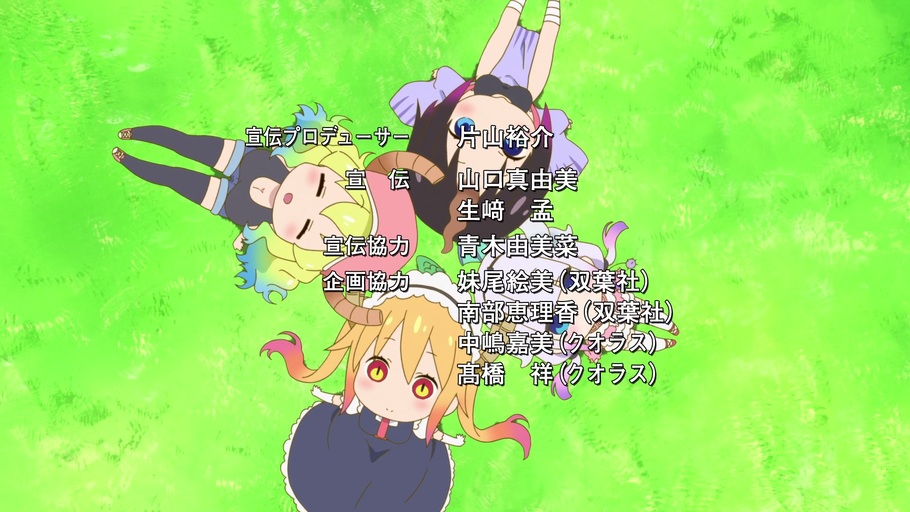 宣伝プロデューサー 片山裕介
宣　伝 山口真由美
生﨑　孟
宣伝協力 青木由美菜
企画協力 妹尾絵美（双葉社）
南部恵理香（双葉社）
中嶋嘉美（クオラス）
髙橋　祥（クオラス）